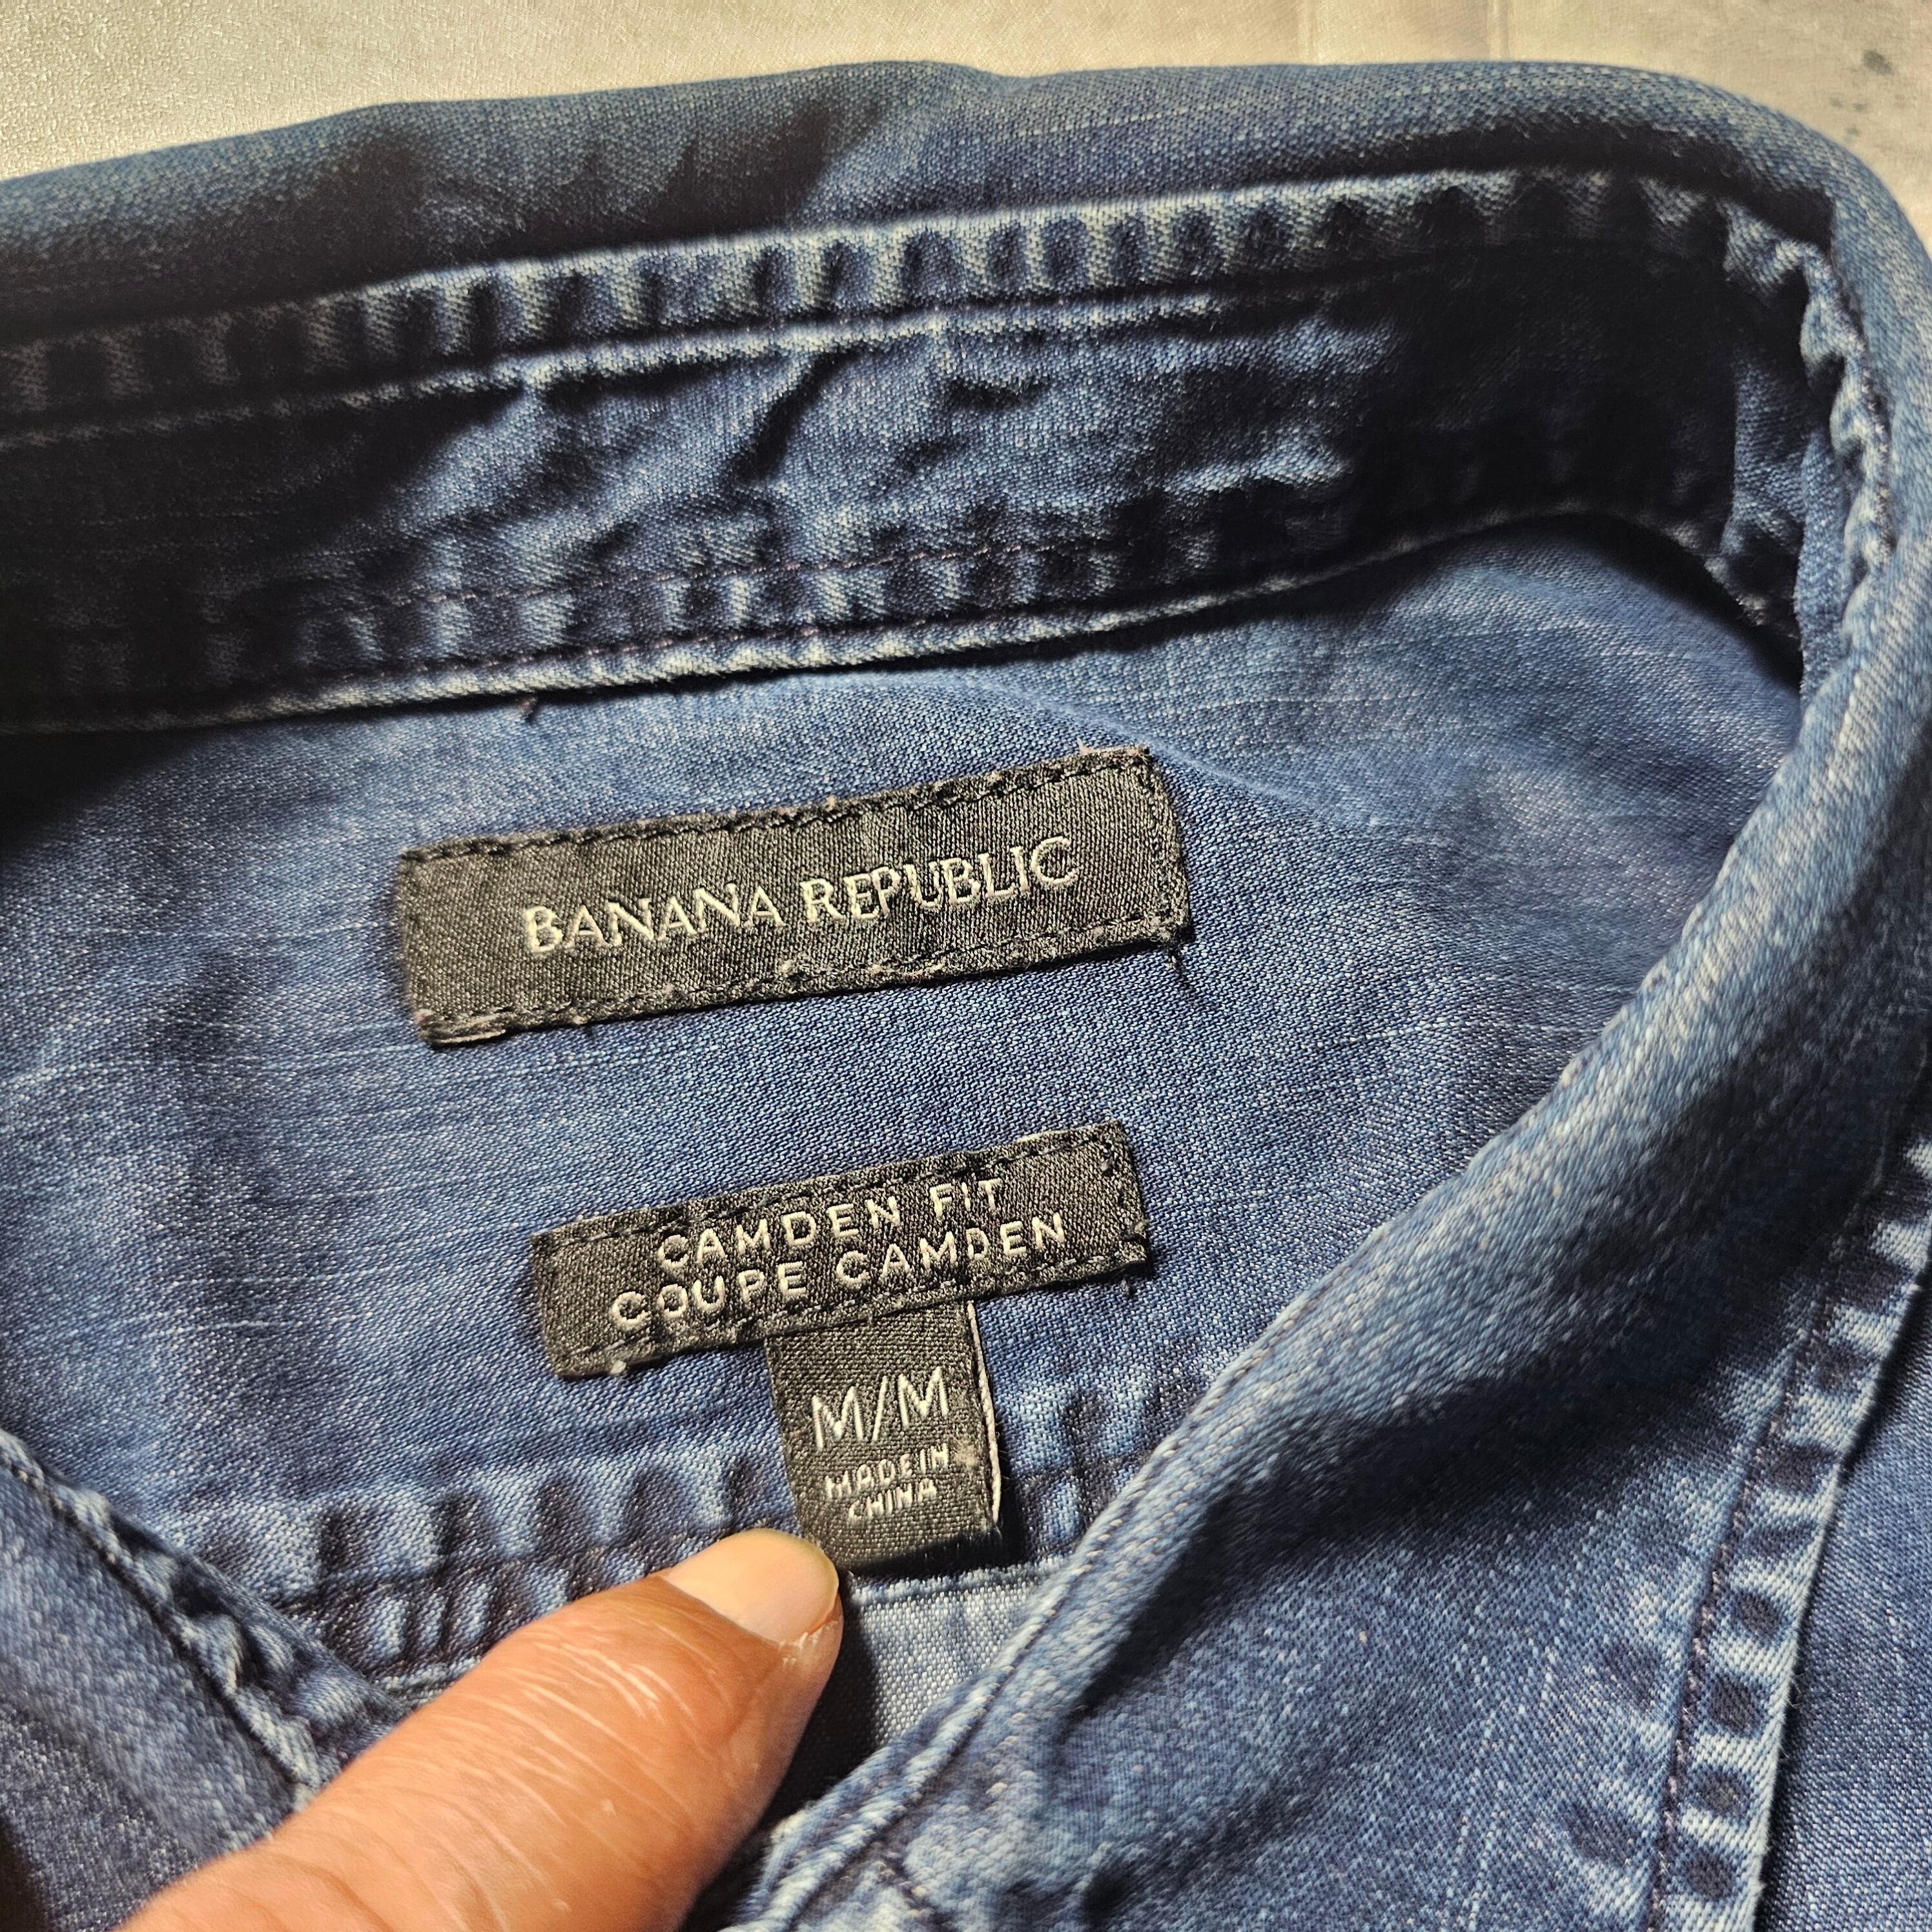 BANANA REPUBLIC
CAMDEN FIT
COUPE CAMDEN
M/M
MADE IN
CHINA